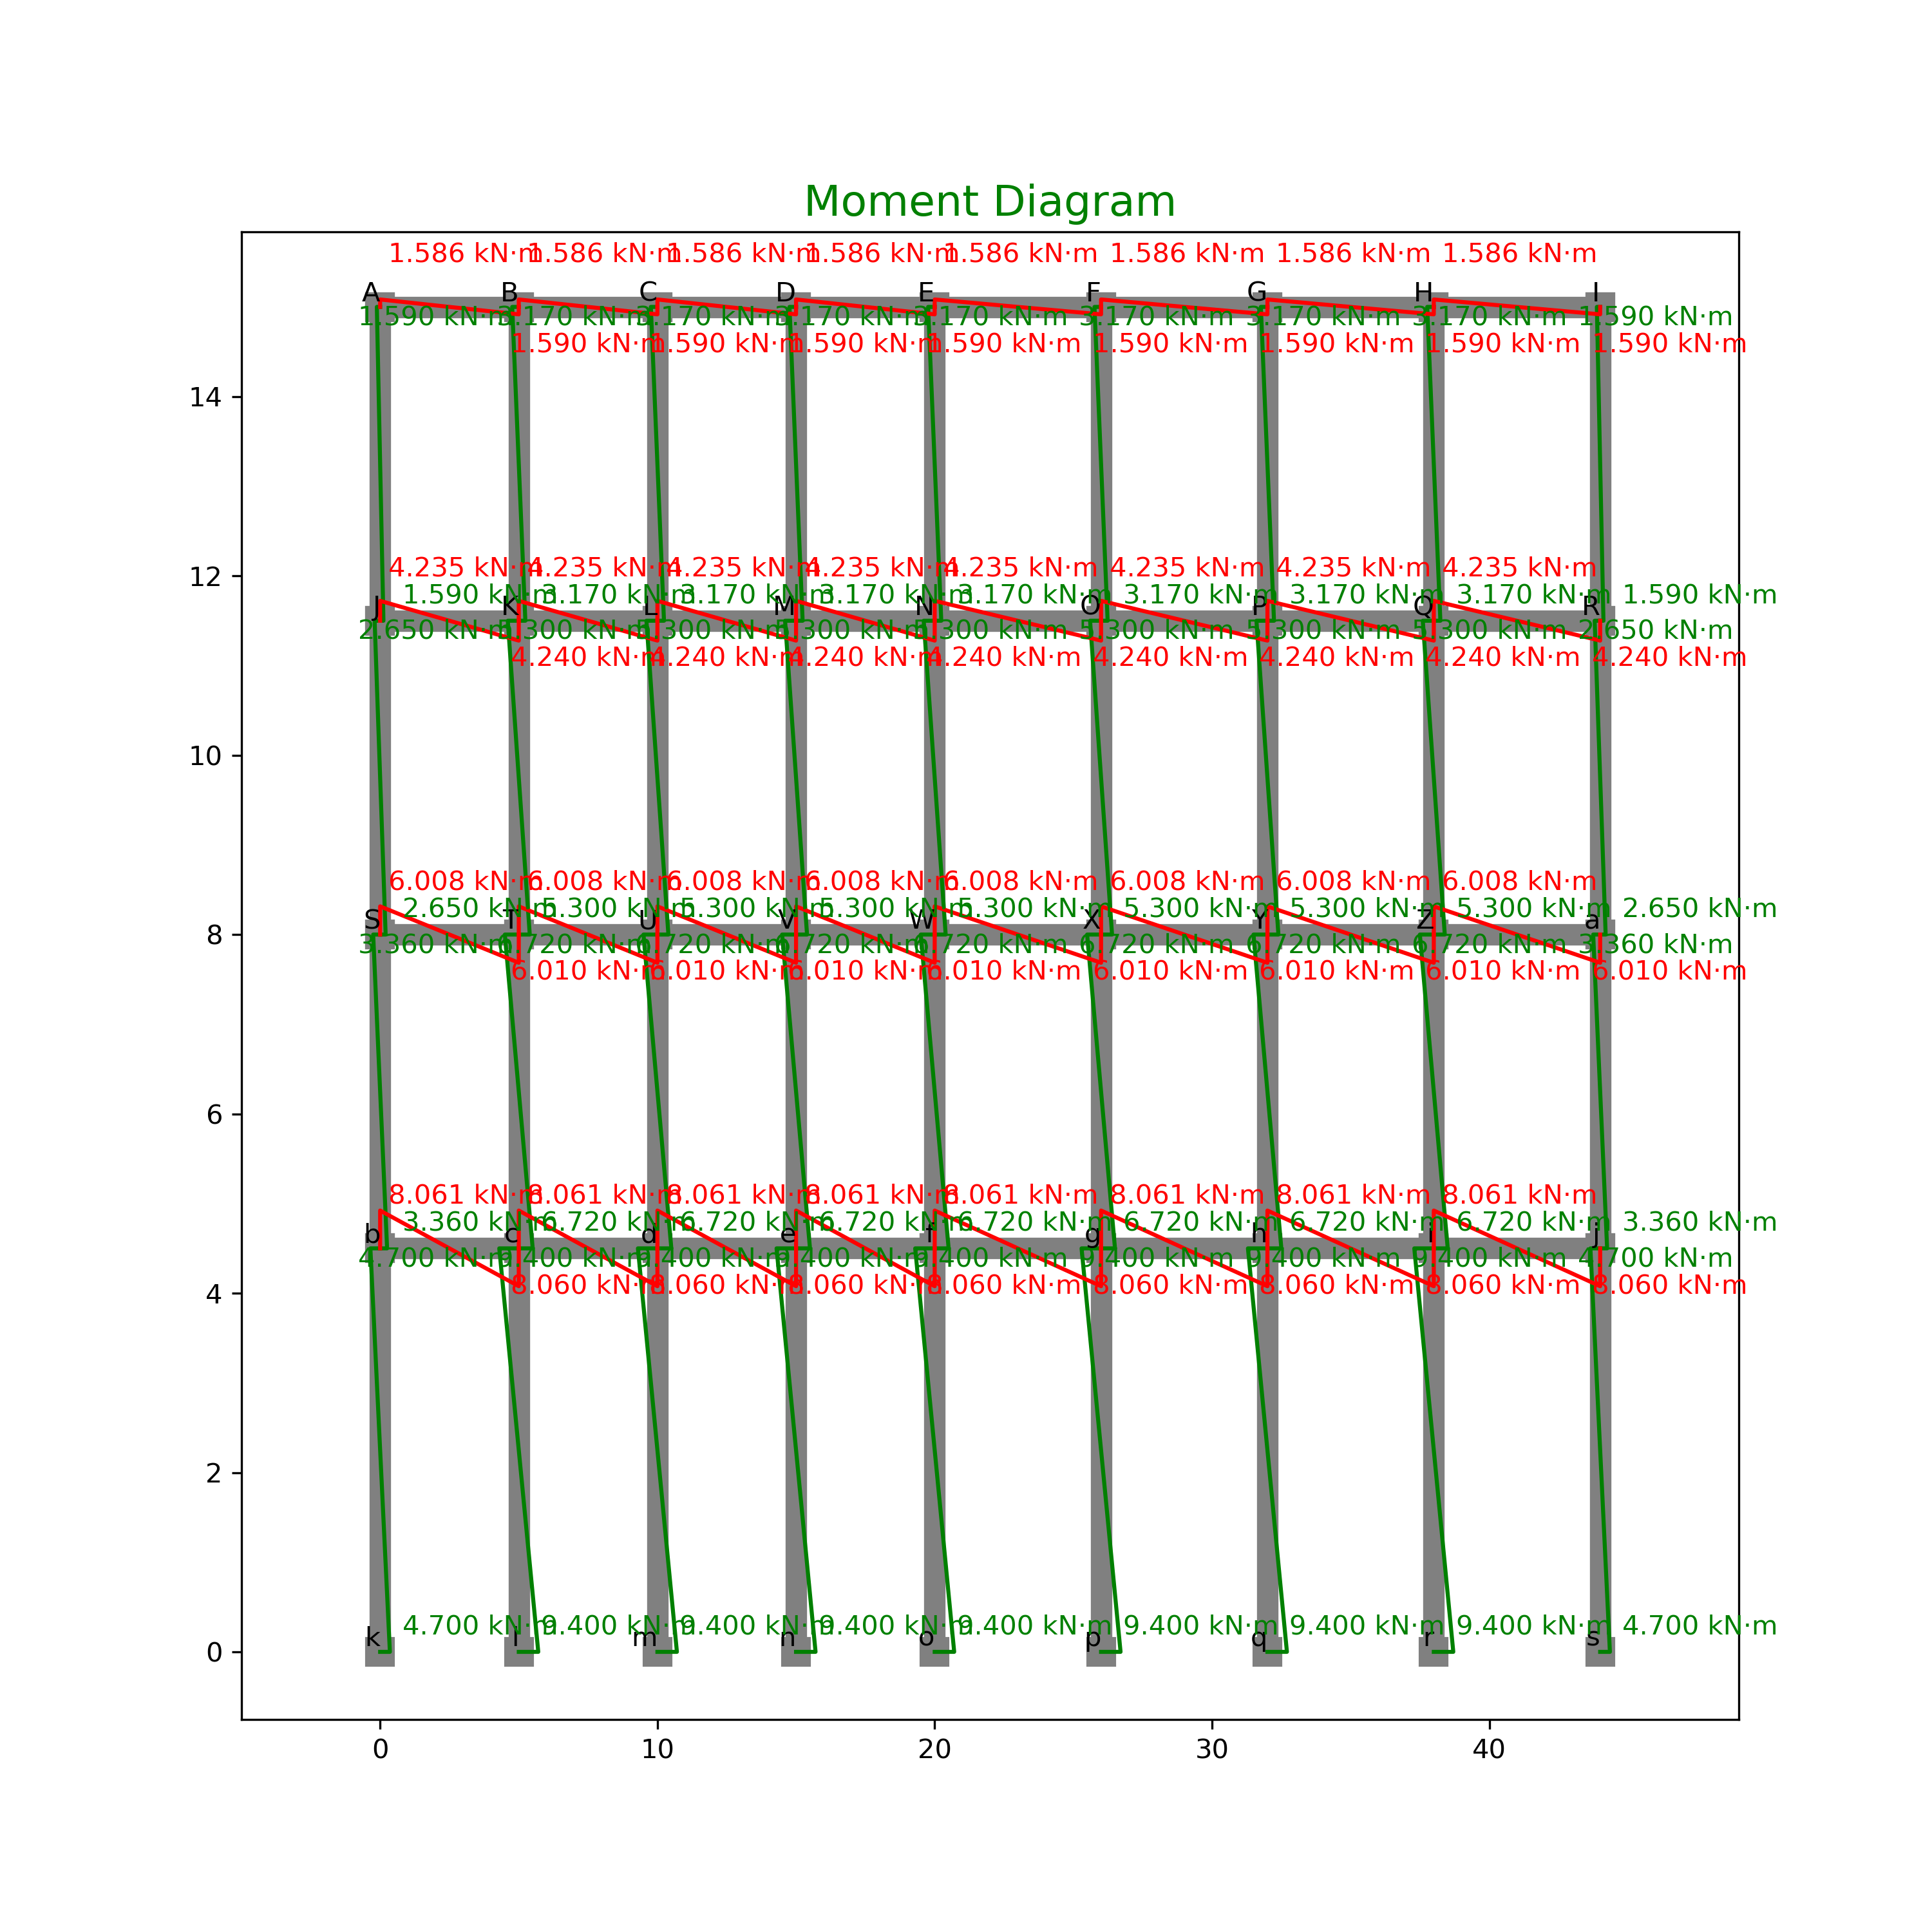 Moment Diagram
1.586 kN·m 1.586 kN·m 1.586 kN·m 1.586 kN·m 1.586 kN·m 1.586 kN·m 1.586 kN·m 1.586 kN·m
A B C D E F G H I
1.590 kN·m 3.170 kN·m 3.170 kN·m 3.170 kN·m 3.170 kN·m 3.170 kN·m 3.170 kN·m 3.170 kN·m 1.590 kN·m
1.590 kN·m 1.590 kN·m 1.590 kN·m 1.590 kN·m 1.590 kN·m 1.590 kN·m 1.590 kN·m 1.590 kN·m
14
4.235 kN·m 4.235 kN·m 4.235 kN·m 4.235 kN·m 4.235 kN·m 4.235 kN·m 4.235 kN·m 4.235 kN·m
12
1.590 kN·m 3.170 kN·m 3.170 kN·m 3.170 kN·m 3.170 kN·m 3.170 kN·m 3.170 kN·m 3.170 kN·m 1.590 kN·m
J K L M N O P Q R
2.650 kN·m 5.300 kN·m 5.300 kN·m 5.300 kN·m 5.300 kN·m 5.300 kN·m 5.300 kN·m 5.300 kN·m 2.650 kN·m
4.240 kN·m 4.240 kN·m 4.240 kN·m 4.240 kN·m 4.240 kN·m 4.240 kN·m 4.240 kN·m 4.240 kN·m
10
6.008 kN·m 6.008 kN·m 6.008 kN·m 6.008 kN·m 6.008 kN·m 6.008 kN·m 6.008 kN·m 6.008 kN·m
2.650 kN·m 5.300 kN·m 5.300 kN·m 5.300 kN·m 5.300 kN·m 5.300 kN·m 5.300 kN·m 5.300 kN·m 2.650 kN·m
S T U V W X Y Z a
8
3.360 kN·m 6.720 kN·m 6.720 kN·m 6.720 kN·m 6.720 kN·m 6.720 kN·m 6.720 kN·m 6.720 kN·m 3.360 kN·m
6.010 kN·m 6.010 kN·m 6.010 kN·m 6.010 kN·m 6.010 kN·m 6.010 kN·m 6.010 kN·m 6.010 kN·m
6
8.061 kN·m 8.061 kN·m 8.061 kN·m 8.061 kN·m 8.061 kN·m 8.061 kN·m 8.061 kN·m 8.061 kN·m
3.360 kN·m 6.720 kN·m 6.720 kN·m 6.720 kN·m 6.720 kN·m 6.720 kN·m 6.720 kN·m 6.720 kN·m 3.360 kN·m
b c d e f g h i j
4.700 kN·m 9.400 kN·m 9.400 kN·m 9.400 kN·m 9.400 kN·m 9.400 kN·m 9.400 kN·m 9.400 kN·m 4.700 kN·m
8.060 kN·m 8.060 kN·m 8.060 kN·m 8.060 kN·m 8.060 kN·m 8.060 kN·m 8.060 kN·m 8.060 kN·m
4
2
4.700 kN·m 9.400 kN·m 9.400 kN·m 9.400 kN·m 9.400 kN·m 9.400 kN·m 9.400 kN·m 9.400 kN·m 4.700 kN·m
k l m n o p q r s
0
0 10 20 30 40